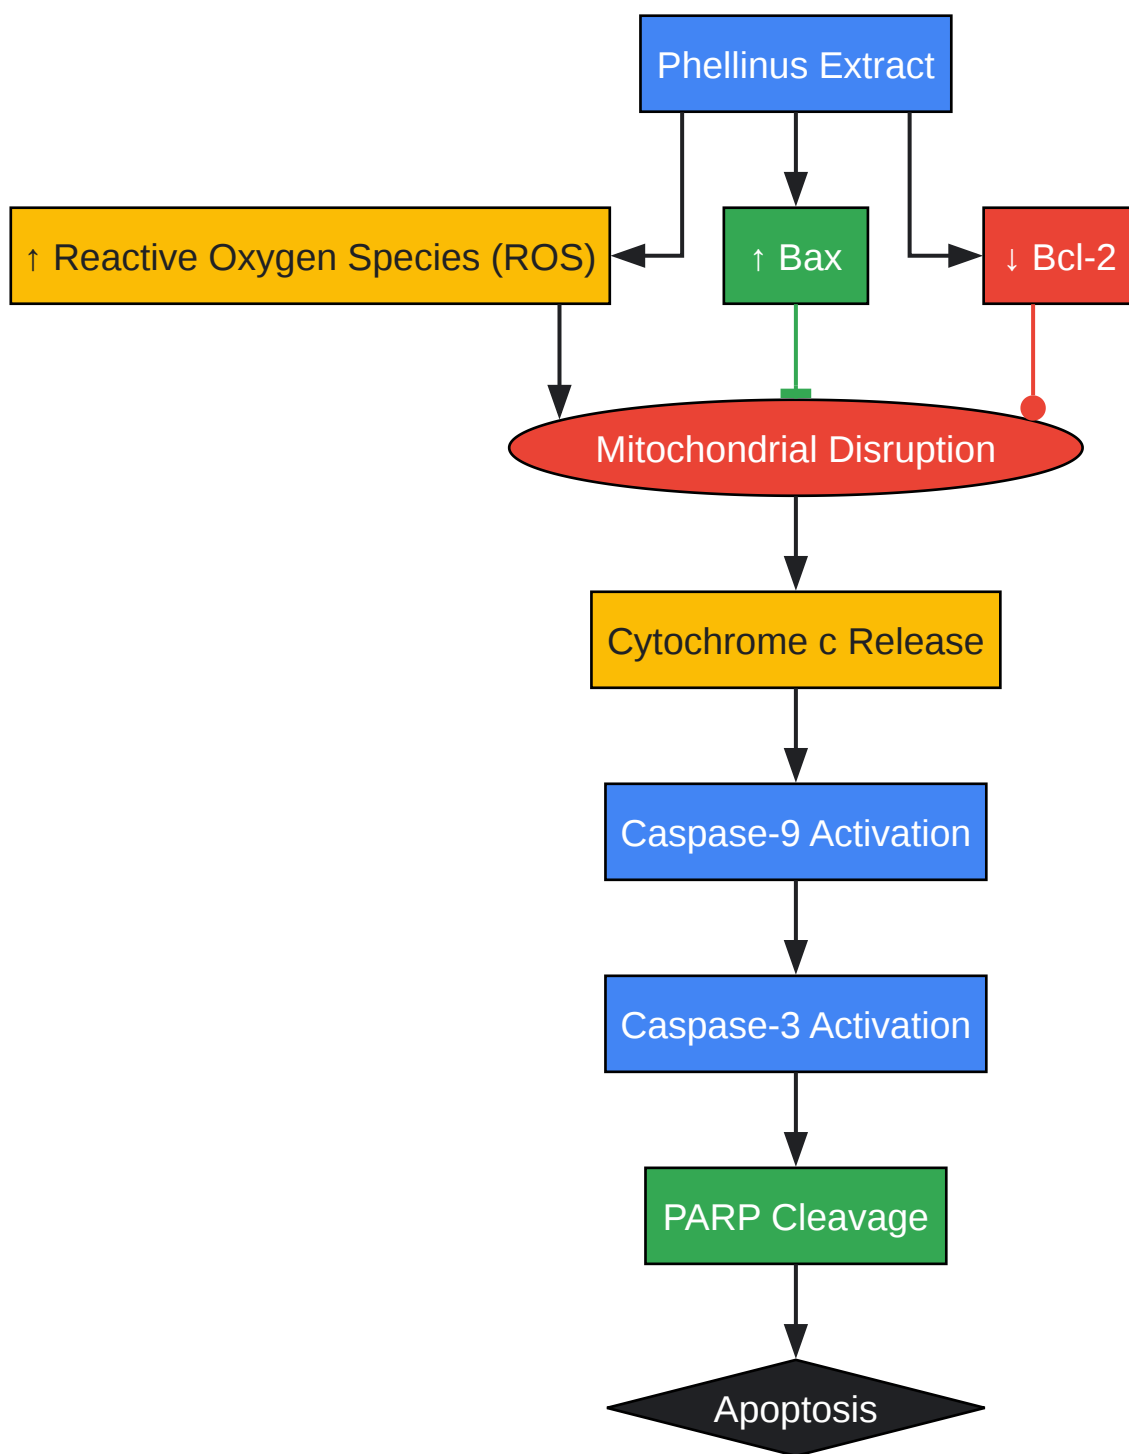 Phellinus Extract
↑ Reactive Oxygen Species (ROS)
↑ Bax
↓ Bcl-2
Mitochondrial Disruption
Cytochrome c Release
Caspase-9 Activation
Caspase-3 Activation
PARP Cleavage
Apoptosis